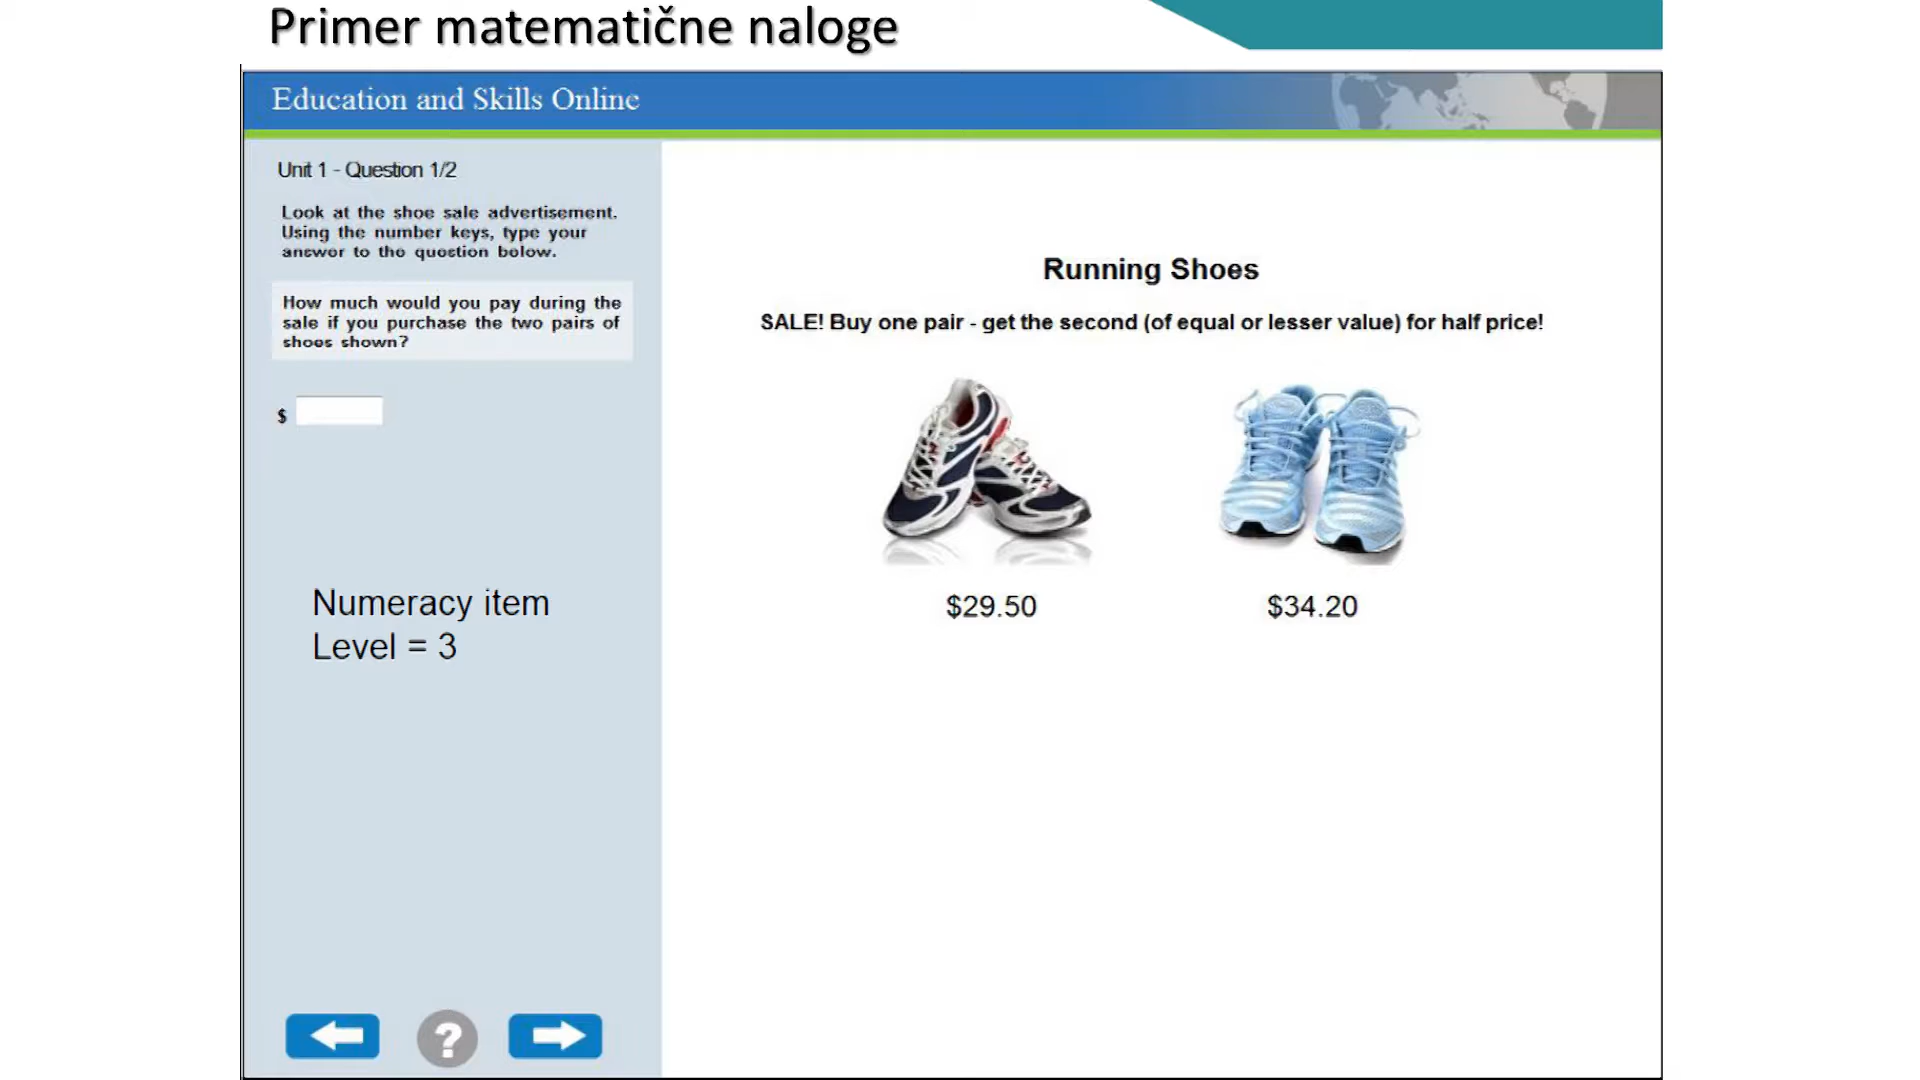 Primer matematične naloge
Education and Skills Online
Unit 1 - Question 1/2
Look at the shoe sale advertisement.
Using the number keys, type your
answer to the question below.
How much would you pay during the
sale if you purchase the two pairs of
shoes shown?
$
Numeracy item
Level = 3
?
Running Shoes
SALE! Buy one pair - get the second (of equal or lesser value) for half price!
$29.50
$34.20